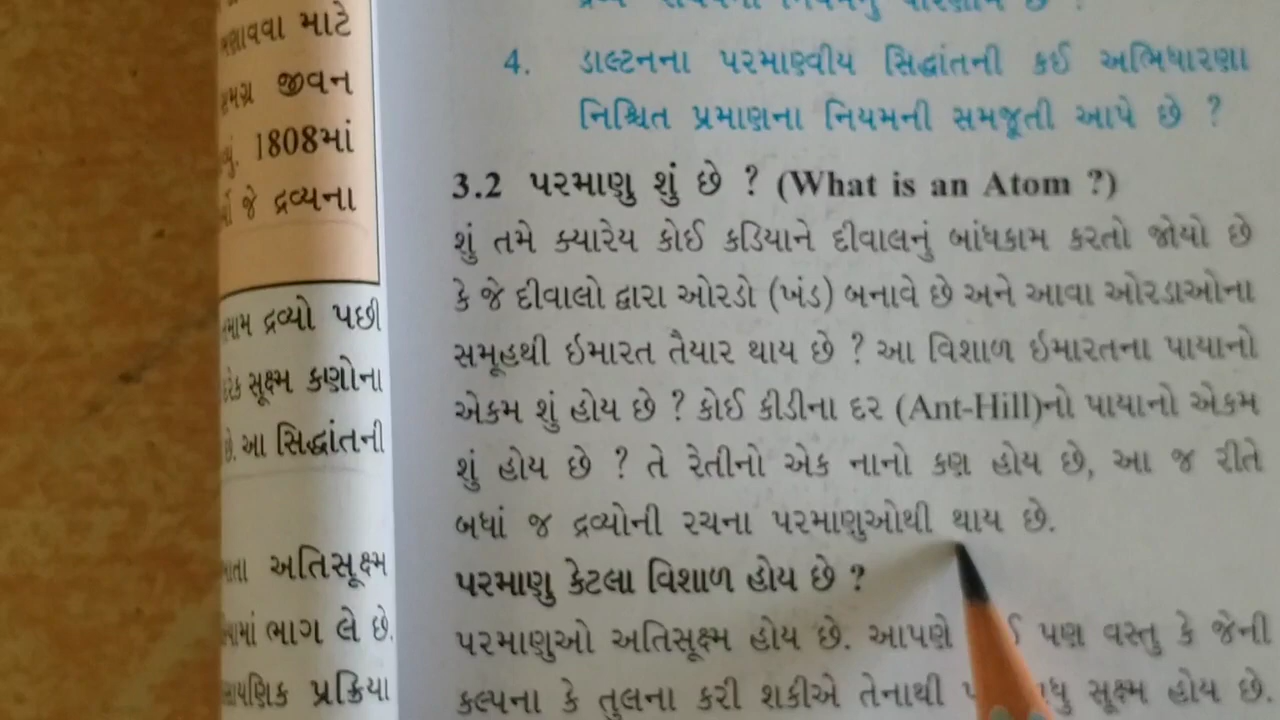 માટે
જીવન
1808માં
જે દ્રવ્યના
દ્રવ્યો પછી
સૂક્ષ્મ કણોના
છે. આ સિદ્ધાંતની
અતિસૂક્ષ્મ
ભાગ લે છે.
પ્રક્રિયા
4. ડાલ્ટનના પરમાણ્વીય સિદ્ધાંતની કઈ અભિધારણા
નિશ્ચિત પ્રમાણના નિયમની સમજૂતી આપે છે ?
3.2 પરમાણુ શું છે ? (What is an Atom ?)
શું તમે ક્યારેય કોઈ કડિયાને દીવાલનું બાંધકામ કરતો જોયો છે
કે જે દીવાલો દ્વારા ઓરડો (ખંડ) બનાવે છે અને આવા ઓરડાઓના
સમૂહથી ઇમારત તૈયાર થાય છે ? આ વિશાળ ઇમારતના પાયાનો
એકમ શું હોય છે ? કોઈ કીડીના દર (Ant-Hill)નો પાયાનો એકમ
શું હોય છે ? તે રેતીનો એક નાનો કણ હોય છે, આ જ રીતે
બધાં જ દ્રવ્યોની રચના પરમાણુઓથી થાય છે.
પરમાણુ કેટલા વિશાળ હોય છે ?
પરમાણુઓ અતિસૂક્ષ્મ હોય છે. આપણે પણ વસ્તુ કે જેની
કલ્પના કે તુલના કરી શકીએ તેનાથી સૂક્ષ્મ હોય છે.